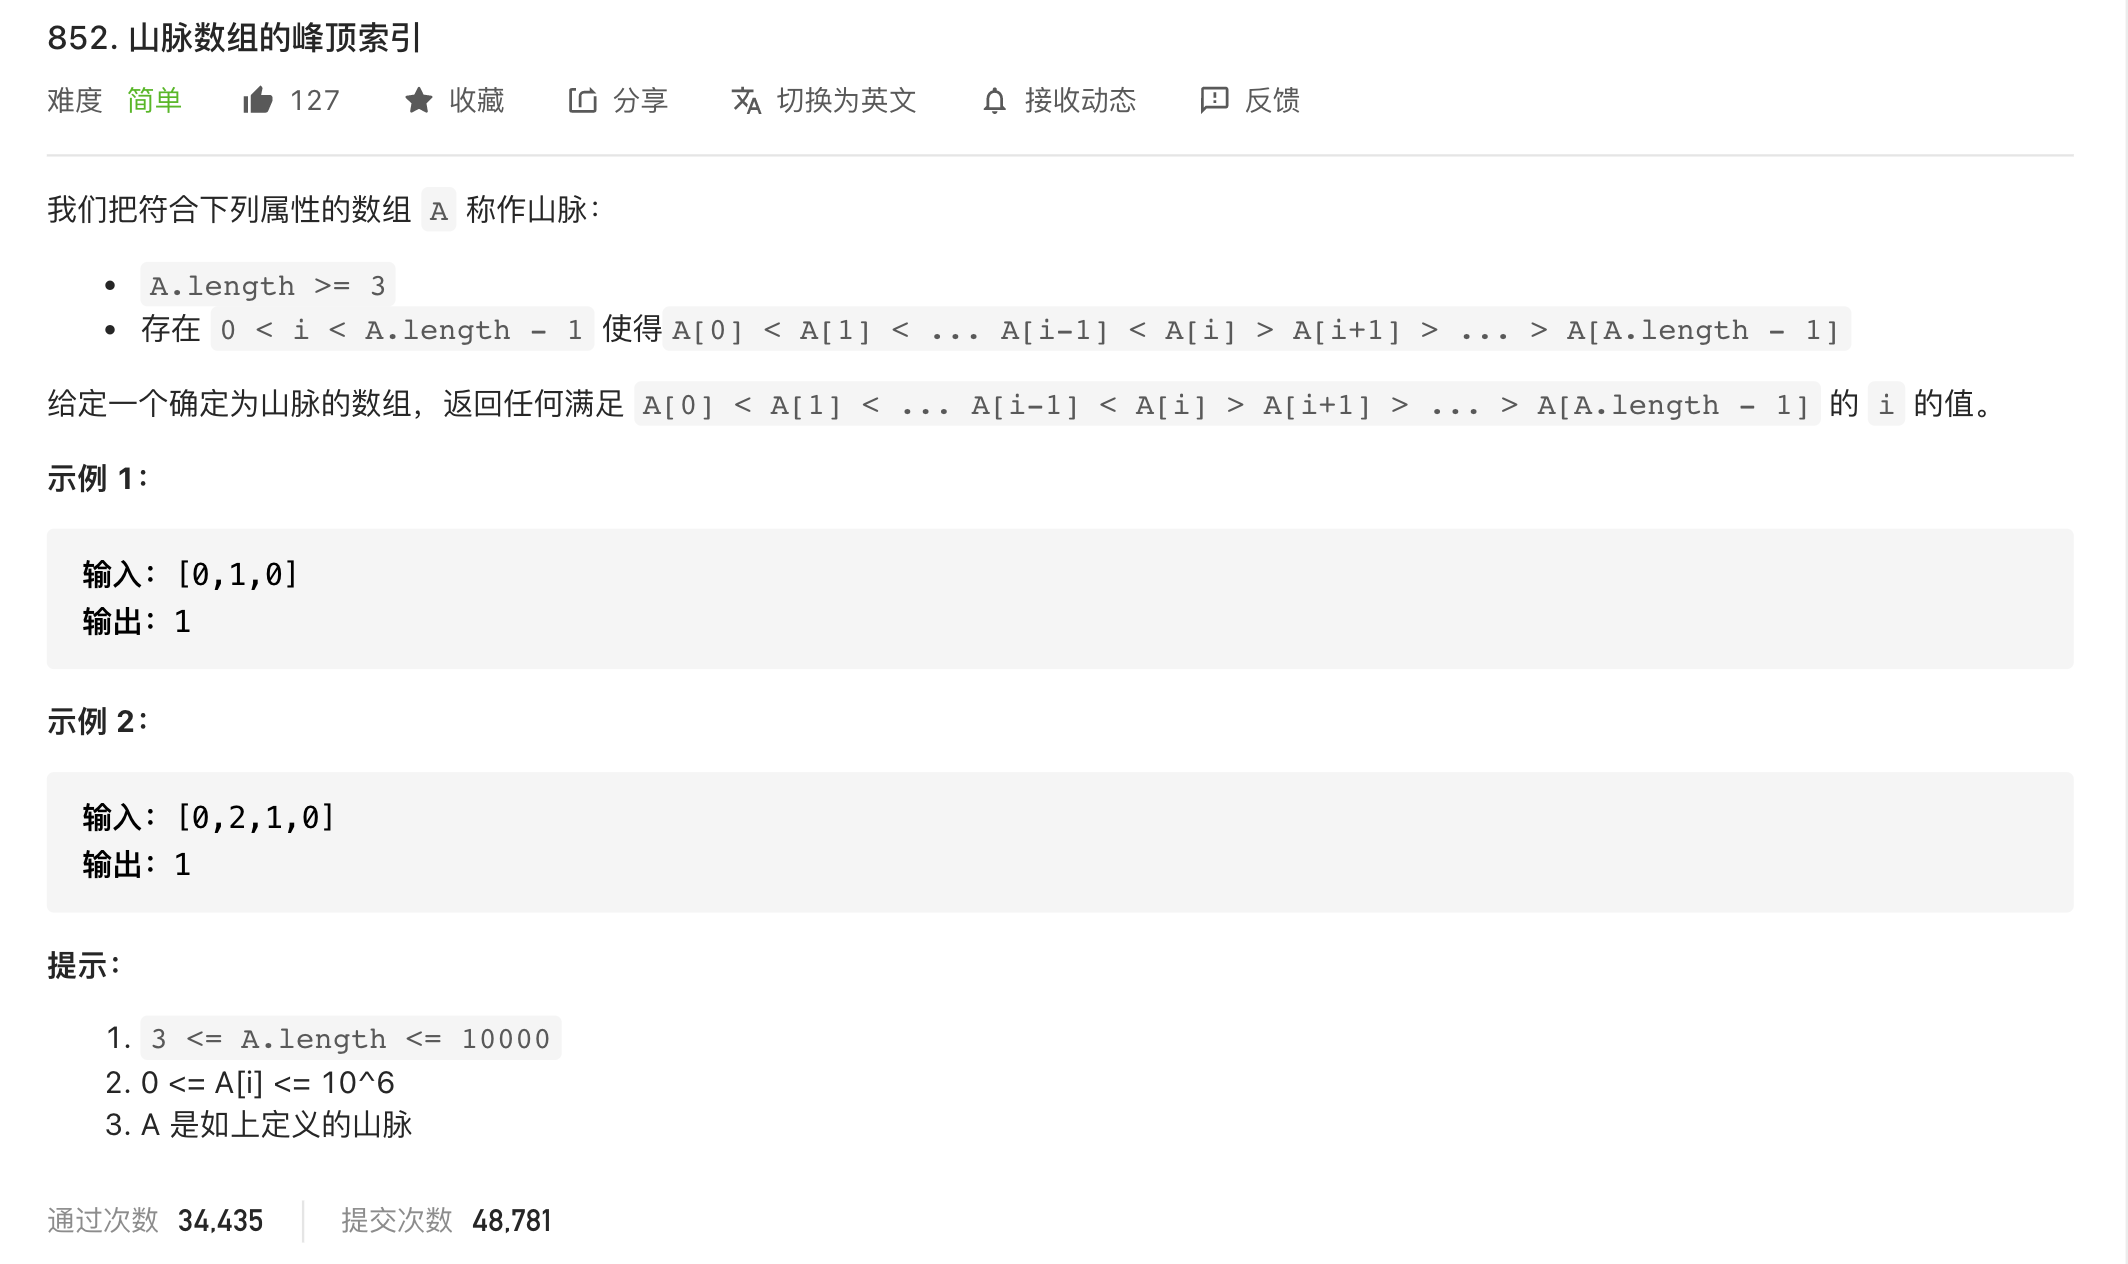 852. 山脉数组的峰顶索引
难度 简单 127 收藏 分享 切换为英文 接收动态 反馈
我们把符合下列属性的数组 A 称作山脉：
• A.length >= 3
• 存在 0 < i < A.length - 1 使得 A[0] < A[1] < ... A[i-1] < A[i] > A[i+1] > ... > A[A.length - 1]
给定一个确定为山脉的数组，返回任何满足 A[0] < A[1] < ... A[i-1] < A[i] > A[i+1] > ... > A[A.length - 1] 的 i 的值。
示例 1：
输入：[0,1,0]
输出：1
示例 2：
输入：[0,2,1,0]
输出：1
提示：
1. 3 <= A.length <= 10000
2. 0 <= A[i] <= 10^6
3. A 是如上定义的山脉
通过次数 34,435 提交次数 48,781